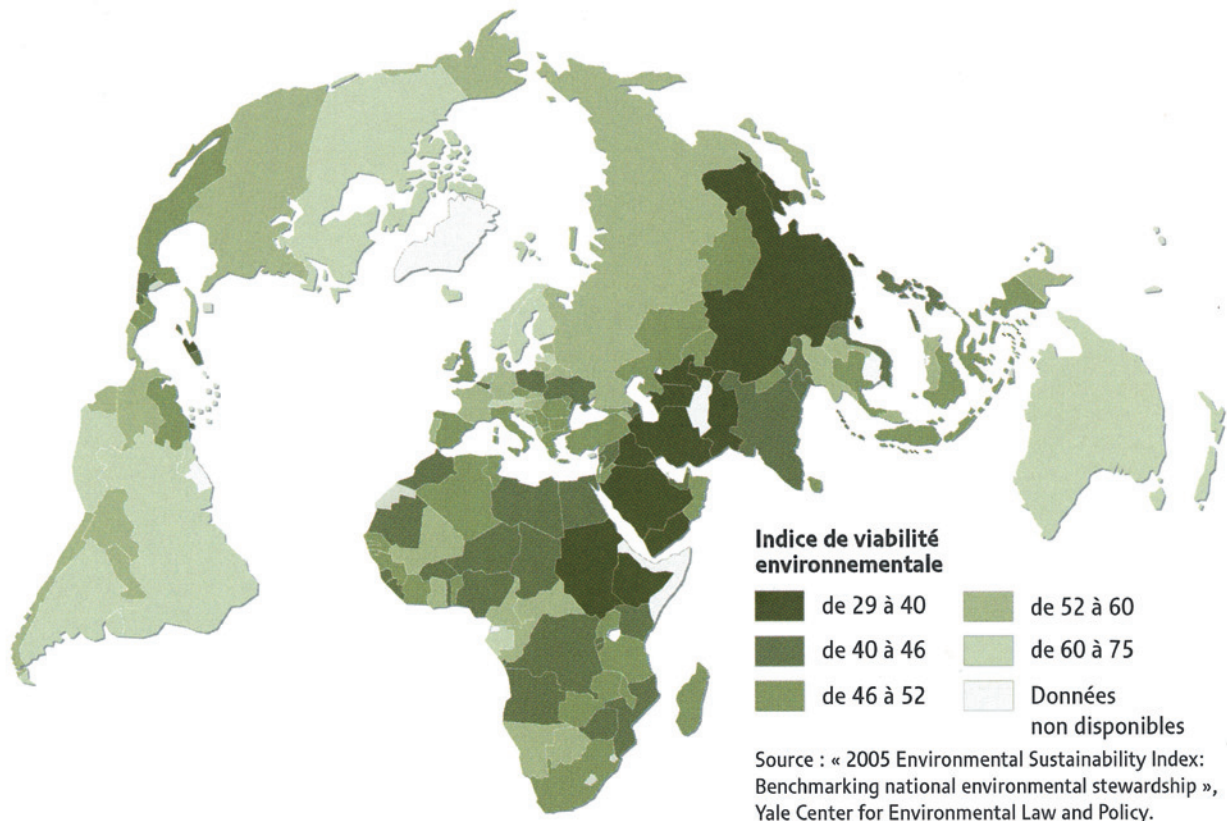 Indice de viabilité
environnementale
de 29 à 40
de 40 à 46
de 46 à 52
de 52 à 60
de 60 à 75
Données
non disponibles
Source : « 2005 Environmental Sustainability Index:
Benchmarking national environmental stewardship »,
Yale Center for Environmental Law and Policy.